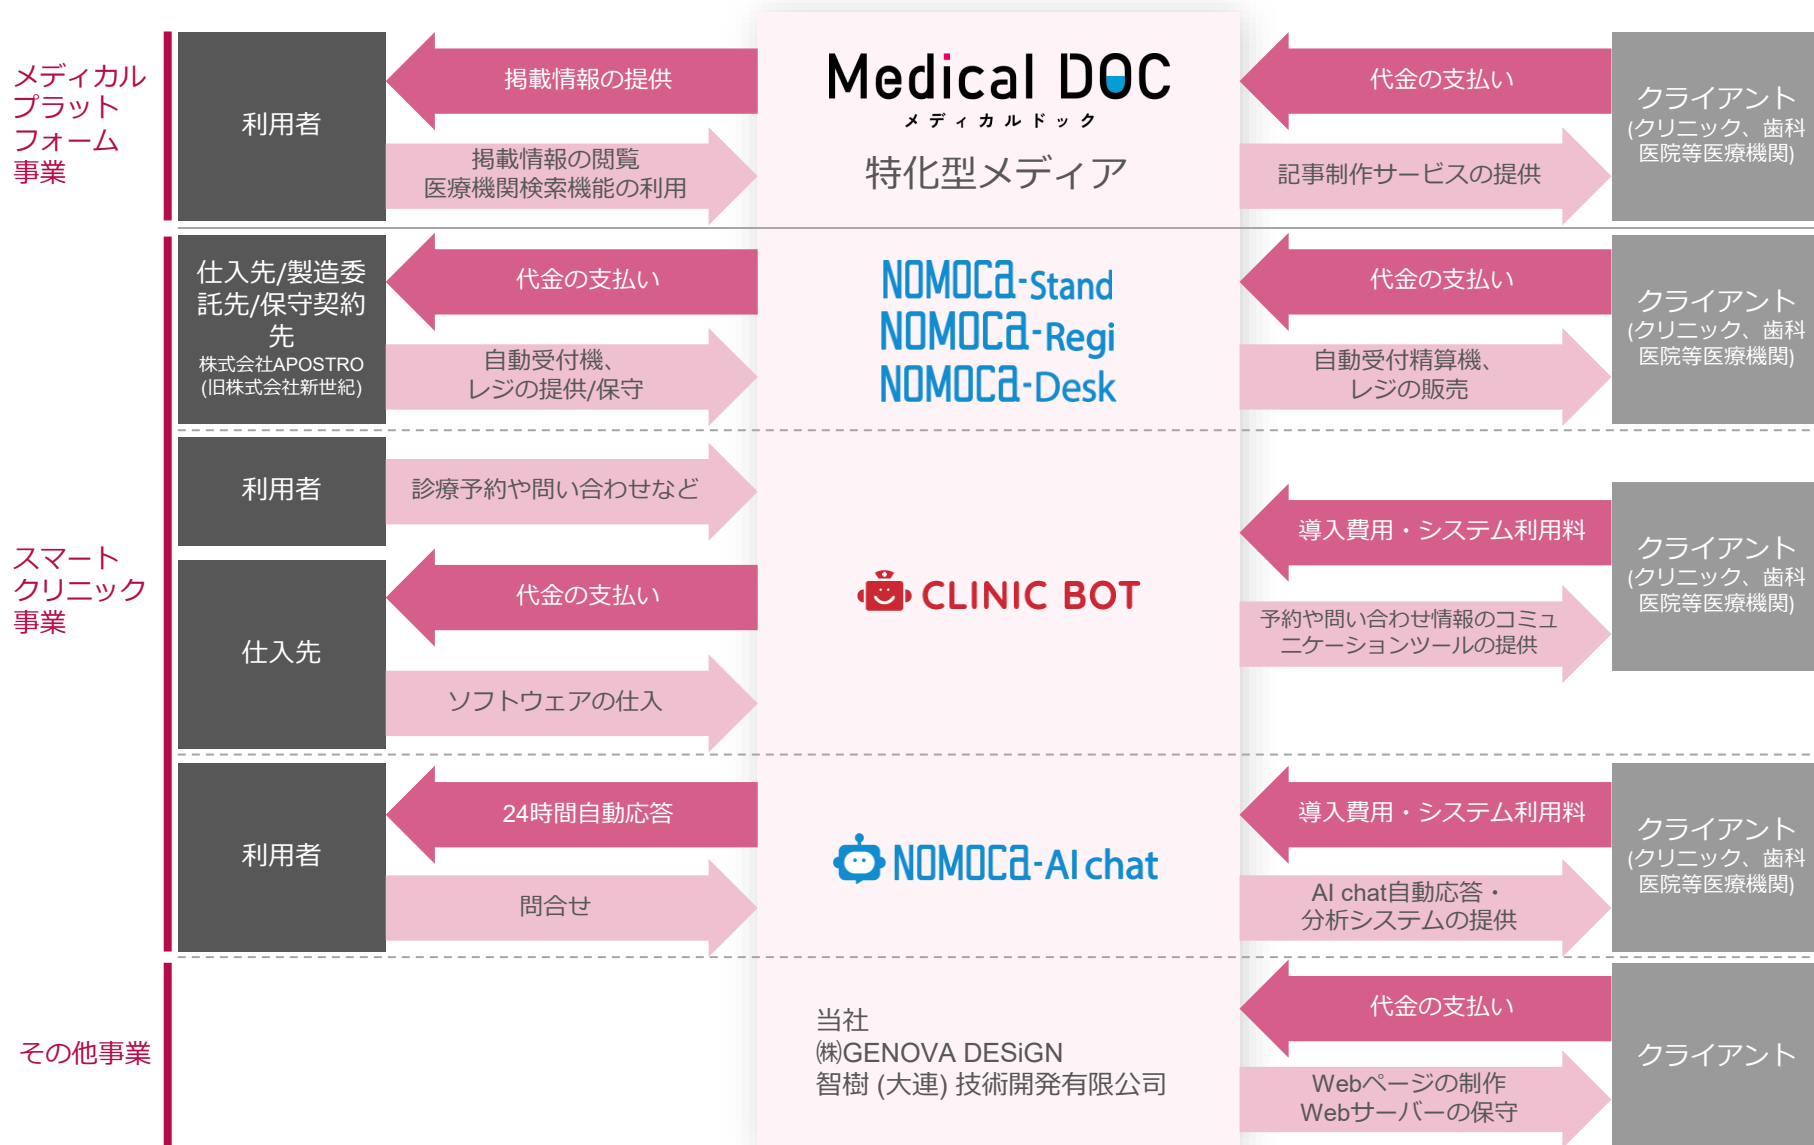 メディカル
プラット
フォーム
事業
利用者
掲載情報の提供
掲載情報の閲覧
医療機関検索機能の利用
Medical DOC
メディカルドック
特化型メディア
代金の支払い
記事制作サービスの提供
クライアント
(クリニック、歯科
医院等医療機関)
スマート
クリニック
事業
仕入先/製造委
託先/保守契約
先
株式会社APOSTRO
(旧株式会社新世紀)
代金の支払い
自動受付機、
レジの提供/保守
NOMOCa-Stand
NOMOCa-Regi
NOMOCa-Desk
代金の支払い
自動受付精算機、
レジの販売
クライアント
(クリニック、歯科
医院等医療機関)
利用者
診療予約や問い合わせなど
仕入先
代金の支払い
ソフトウェアの仕入
CLINIC BOT
導入費用・システム利用料
予約や問い合わせ情報のコミュ
ニケーションツールの提供
クライアント
(クリニック、歯科
医院等医療機関)
利用者
24時間自動応答
問合せ
NOMOCa-AI chat
導入費用・システム利用料
AI chat自動応答・
分析システムの提供
クライアント
(クリニック、歯科
医院等医療機関)
その他事業
当社
㈱GENOVA DESiGN
智樹 (大連) 技術開発有限公司
代金の支払い
Webページの制作
Webサーバーの保守
クライアント